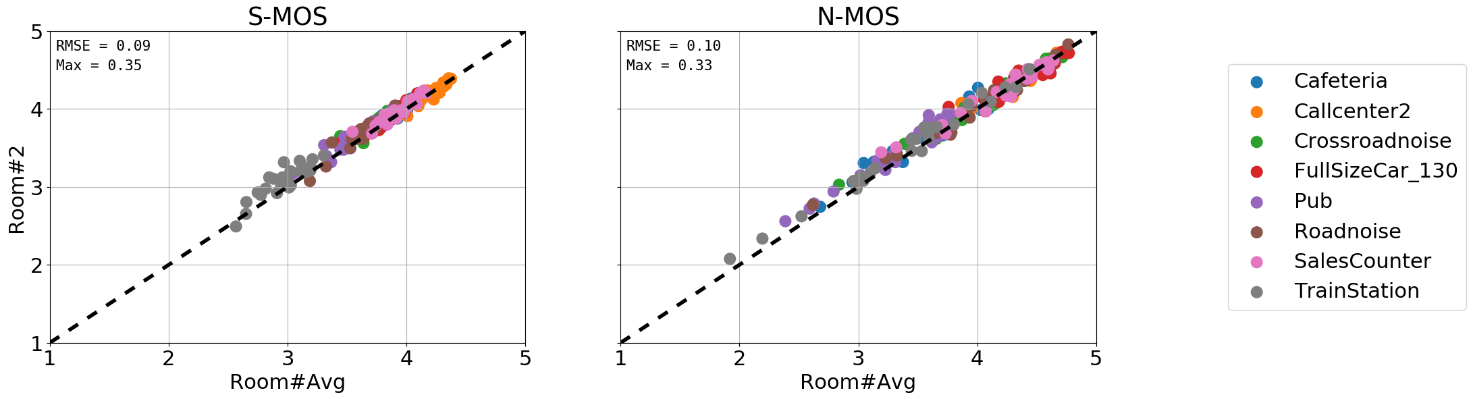 S-MOS
RMSE = 0.09
Max = 0.35
5
4
3
2
1
1 2 3 4 5
Room#2
Room#Avg
N-MOS
RMSE = 0.10
Max = 0.33
1 2 3 4 5
Room#Avg
Cafeteria
Callcenter2
Crossroadnoise
FullSizeCar_130
Pub
Roadnoise
SalesCounter
TrainStation